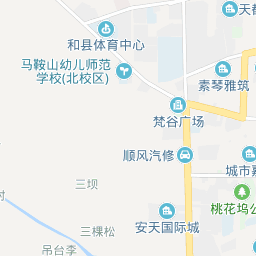 天都
和县体育中心
马鞍山幼儿师范
学校(北校区)
素琴雅筑
梵谷广场
顺风汽修
城市
三坝
桃花坞公
安天国际城
村
三棵松
吊台李